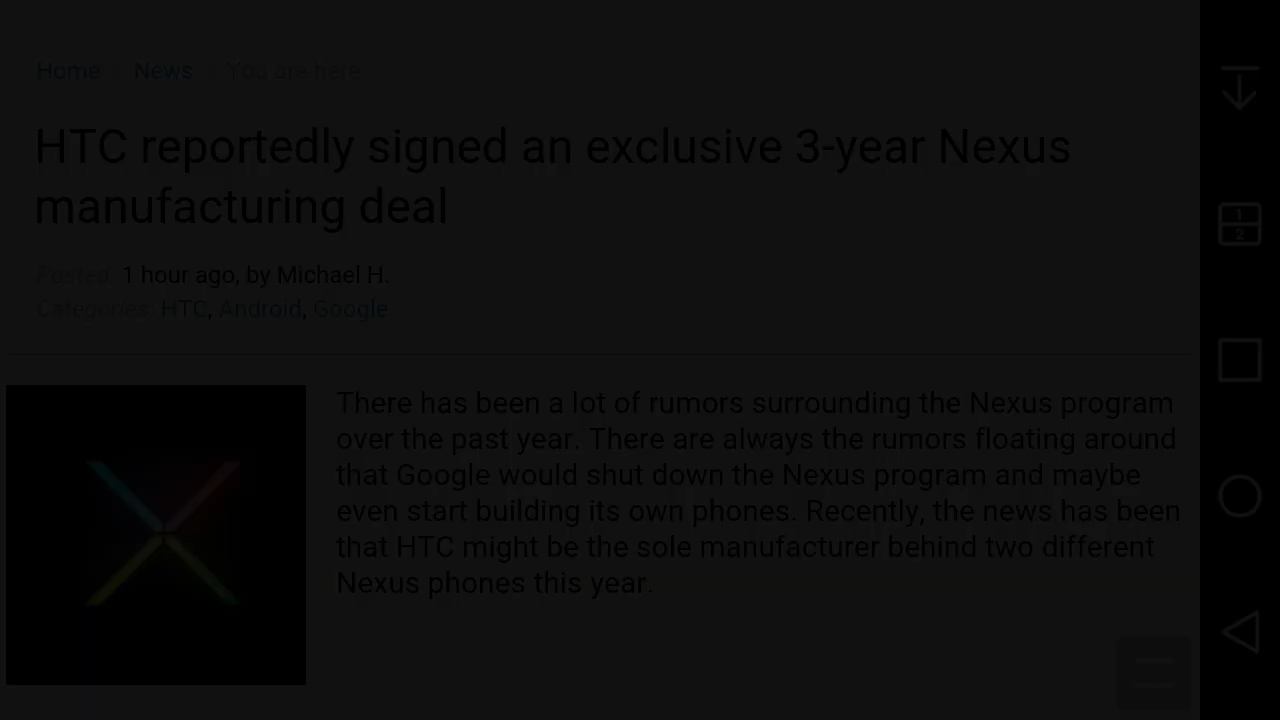 Home News You are here
HTC reportedly signed an exclusive 3-year Nexus
manufacturing deal
Posted: 1 hour ago, by Michael H.
Categories: HTC, Android, Google
There has been a lot of rumors surrounding the Nexus program
over the past year. There are always the rumors floating around
that Google would shut down the Nexus program and maybe
even start building its own phones. Recently, the news has been
that HTC might be the sole manufacturer behind two different
Nexus phones this year.
1
2